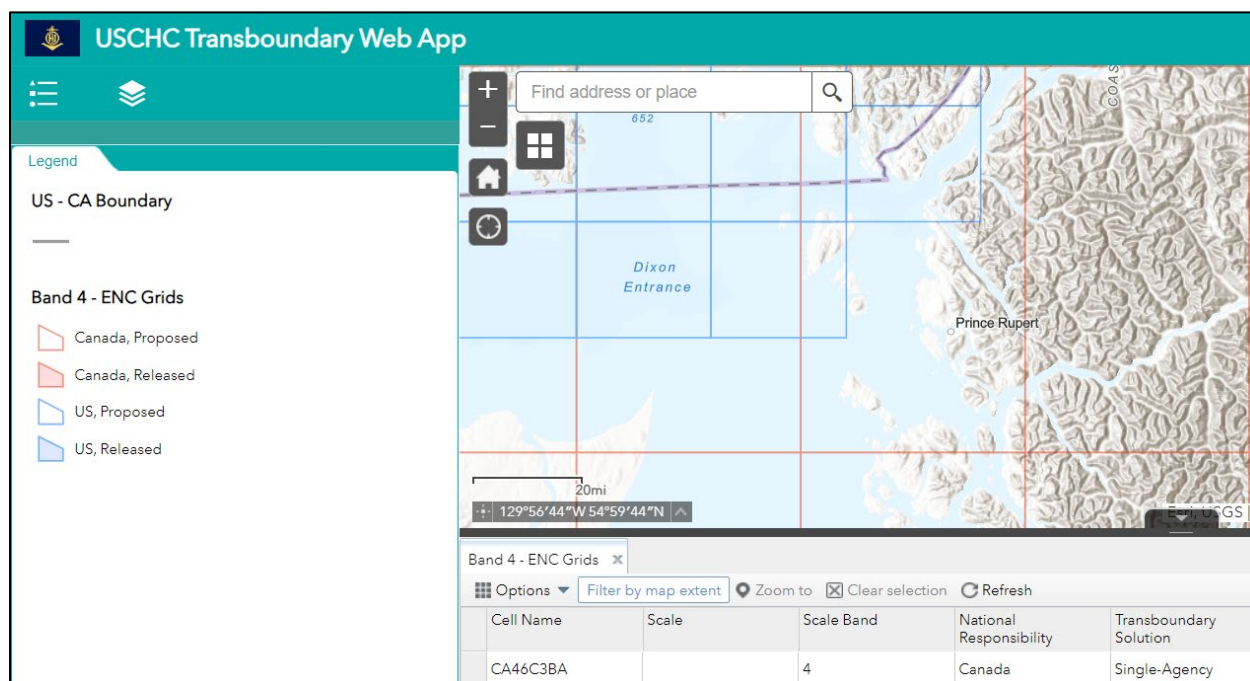 USCHC Transboundary Web App
Legend
US - CA Boundary
Band 4 - ENC Grids
Canada, Proposed
Canada, Released
US, Proposed
US, Released
+
Find address or place
−
652
COAS
Dixon
Entrance
Prince Rupert
20mi
129°56'44"W 54°59'44"N
Esri, USGS |
Band 4 - ENC Grids
Options Filter by map extent Zoom to Clear selection Refresh
Cell Name Scale Scale Band National Responsibility Transboundary Solution
CA46C3BA 4 Canada Single-Agency